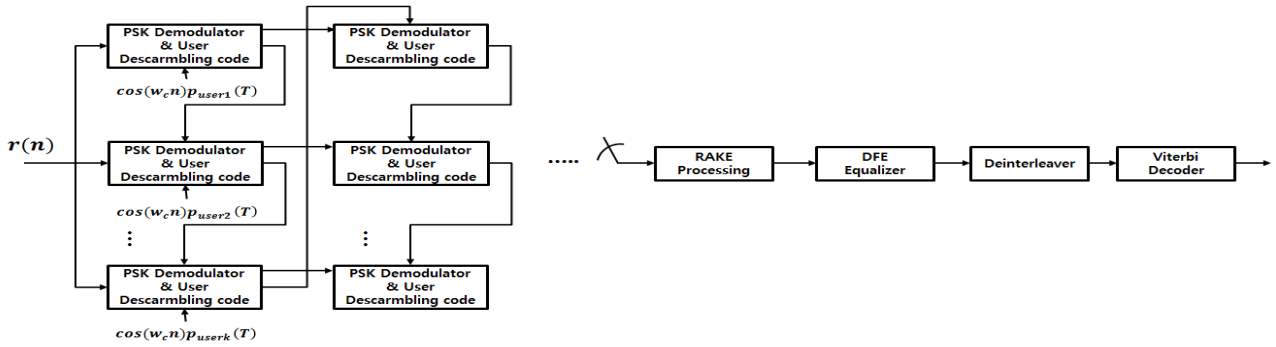 PSK Demodulator
& User
Descarmbling code
PSK Demodulator
& User
Descarmbling code
cos(w_c n)p_user1(T)
r(n)
PSK Demodulator
& User
Descarmbling code
PSK Demodulator
& User
Descarmbling code
.....
RAKE
Processing
DFE
Equalizer
Deinterleaver
Viterbi
Decoder
cos(w_c n)p_user2(T)
⋮
⋮
PSK Demodulator
& User
Descarmbling code
PSK Demodulator
& User
Descarmbling code
cos(w_c n)p_userk(T)